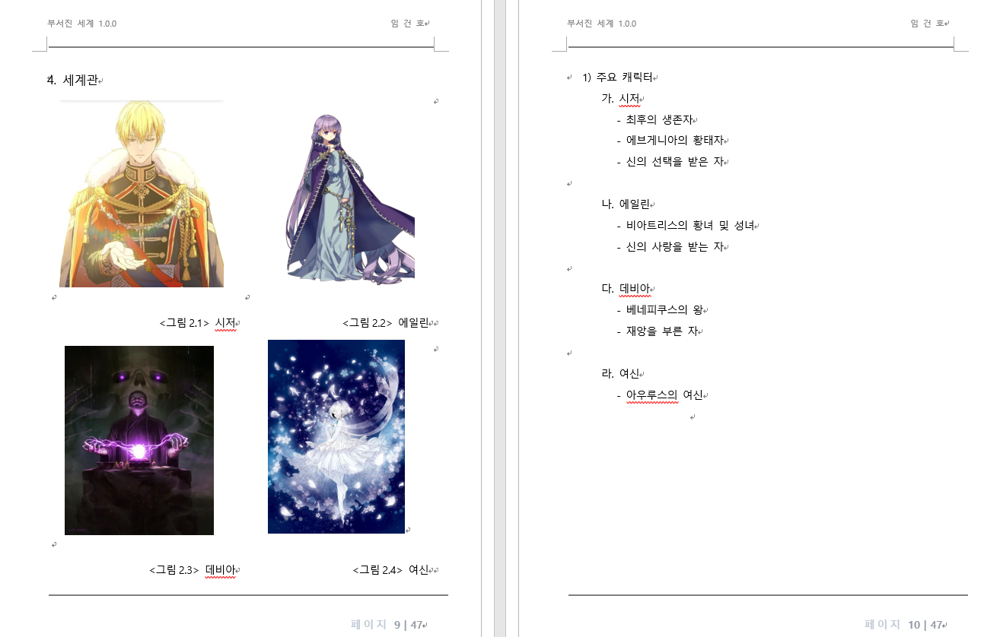 부서진 세계 1.0.0
임 건 호
4. 세계관
<그림 2.1> 시저
<그림 2.2> 에일린
<그림 2.3> 데비아
<그림 2.4> 여신
페이지 9 | 47
부서진 세계 1.0.0
임 건 호
1) 주요 캐릭터
가. 시저
- 최후의 생존자
- 에브게니아의 황태자
- 신의 선택을 받은 자
나. 에일린
- 비아트리스의 황녀 및 성녀
- 신의 사랑을 받는 자
다. 데비아
- 베네피쿠스의 왕
- 재앙을 부른 자
라. 여신
- 아우루스의 여신
페이지 10 | 47